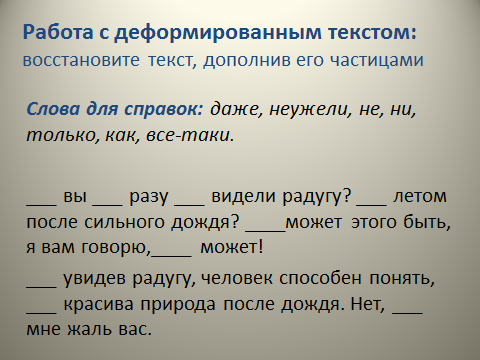 Работа с деформированным текстом:
восстановите текст, дополнив его частицами
Слова для справок: даже, неужели, не, ни,
только, как, все-таки.
___ вы ___ разу ___ видели радугу? ___ летом
после сильного дождя? ____может этого быть,
я вам говорю,____ может!
___ увидев радугу, человек способен понять,
___ красива природа после дождя. Нет, ___
мне жаль вас.